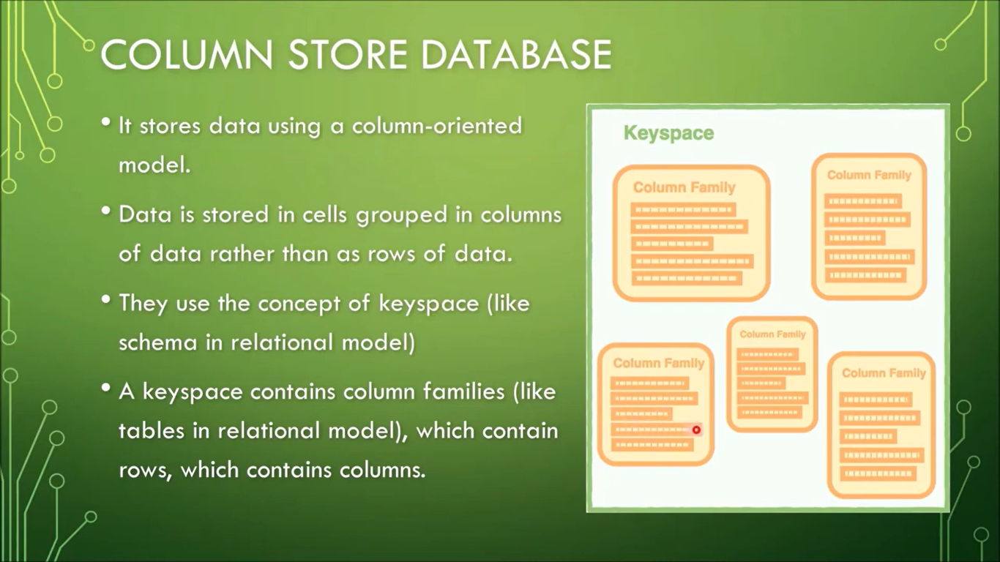 COLUMN STORE DATABASE
• It stores data using a column-oriented
model.
• Data is stored in cells grouped in columns
of data rather than as rows of data.
• They use the concept of keyspace (like
schema in relational model)
• A keyspace contains column families (like
tables in relational model), which contain
rows, which contains columns.
Keyspace
Column Family
Column Family
Column Family
Column Family
Column Family